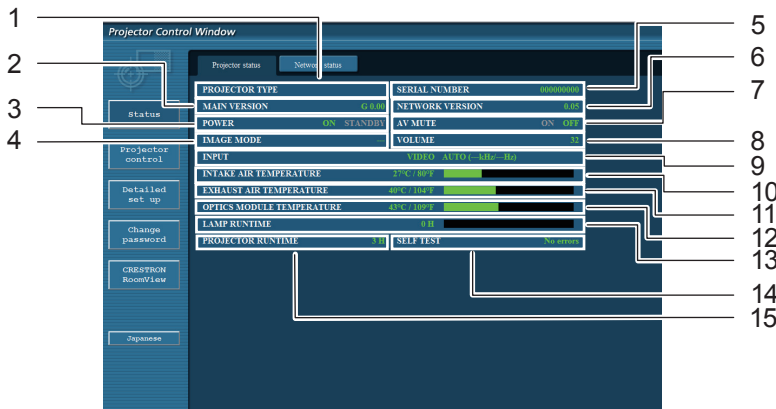 Projector Control Window
Projector status Network status
Status
Projector control
Detailed set up
Change password
CRESTRON RoomView
Japanese
PROJECTOR TYPE
SERIAL NUMBER 000000000
MAIN VERSION G 0.00
NETWORK VERSION 0.05
POWER ON STANDBY
AV MUTE ON OFF
IMAGE MODE ---
VOLUME 32
INPUT VIDEO AUTO (---kHz/---Hz)
INTAKE AIR TEMPERATURE 27°C / 80°F
EXHAUST AIR TEMPERATURE 40°C / 104°F
OPTICS MODULE TEMPERATURE 43°C / 109°F
LAMP RUNTIME 0 H
PROJECTOR RUNTIME 3 H
SELF TEST No errors
1
2
3
4
5
6
7
8
9
10
11
12
13
14
15